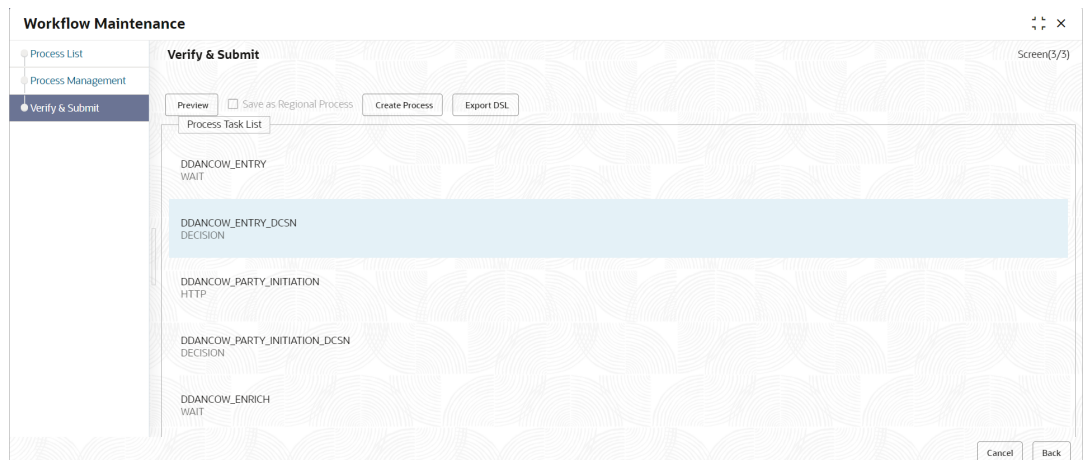 Workflow Maintenance
Process List
Process Management
Verify & Submit
Verify & Submit
Screen(3/3)
Preview
Save as Regional Process
Create Process
Export DSL
Process Task List
DDANCOW_ENTRY
WAIT
DDANCOW_ENTRY_DCSN
DECISION
DDANCOW_PARTY_INITIATION
HTTP
DDANCOW_PARTY_INITIATION_DCSN
DECISION
DDANCOW_ENRICH
WAIT
Cancel
Back